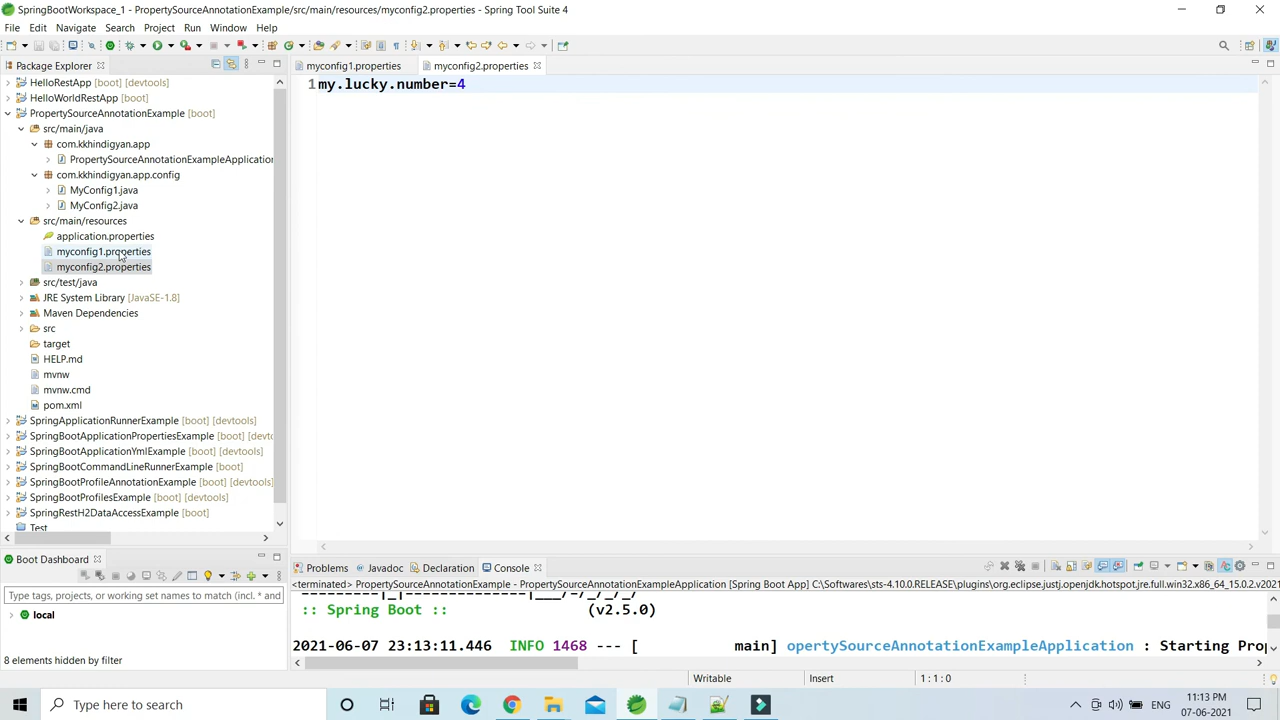 SpringBootWorkspace_1 - PropertySourceAnnotationExample/src/main/resources/myconfig2.properties - Spring Tool Suite 4
File Edit Navigate Search Project Run Window Help
Package Explorer
HelloRestApp [boot] [devtools]
HelloWorldRestApp [boot]
PropertySourceAnnotationExample [boot]
src/main/java
com.kkhindigyan.app
PropertySourceAnnotationExampleApplication
com.kkhindigyan.app.config
MyConfig1.java
MyConfig2.java
src/main/resources
application.properties
myconfig1.properties
myconfig2.properties
src/test/java
JRE System Library [JavaSE-1.8]
Maven Dependencies
src
target
HELP.md
mvnw
mvnw.cmd
pom.xml
SpringApplicationRunnerExample [boot] [devtools]
SpringBootApplicationPropertiesExample [boot] [devtc
SpringBootApplicationYmlExample [boot] [devtools]
SpringBootCommandLineRunnerExample [boot]
SpringBootProfileAnnotationExample [boot] [devtools]
SpringBootProfilesExample [boot] [devtools]
SpringRestH2DataAccessExample [boot]
Test
myconfig1.properties myconfig2.properties
1 my.lucky.number=4
Boot Dashboard
Type tags, projects, or working set names to match (incl. * and
local
8 elements hidden by filter
Problems Javadoc Declaration Console
<terminated> PropertySourceAnnotationExample - PropertySourceAnnotationExampleApplication [Spring Boot App] C:\Softwares\sts-4.10.0.RELEASE\plugins\org.eclipse.justj.openjdk.hotspot.jre.full.win32.x86_64_15.0.2.v2021
=========|_|==============|___/=/_/_/_/
:: Spring Boot :: (v2.5.0)
2021-06-07 23:13:11.446 INFO 1468 --- [ main] opertySourceAnnotationExampleApplication : Starting Prop
Writable Insert 1 : 1 : 0
Type here to search
ENG
11:13 PM
07-06-2021